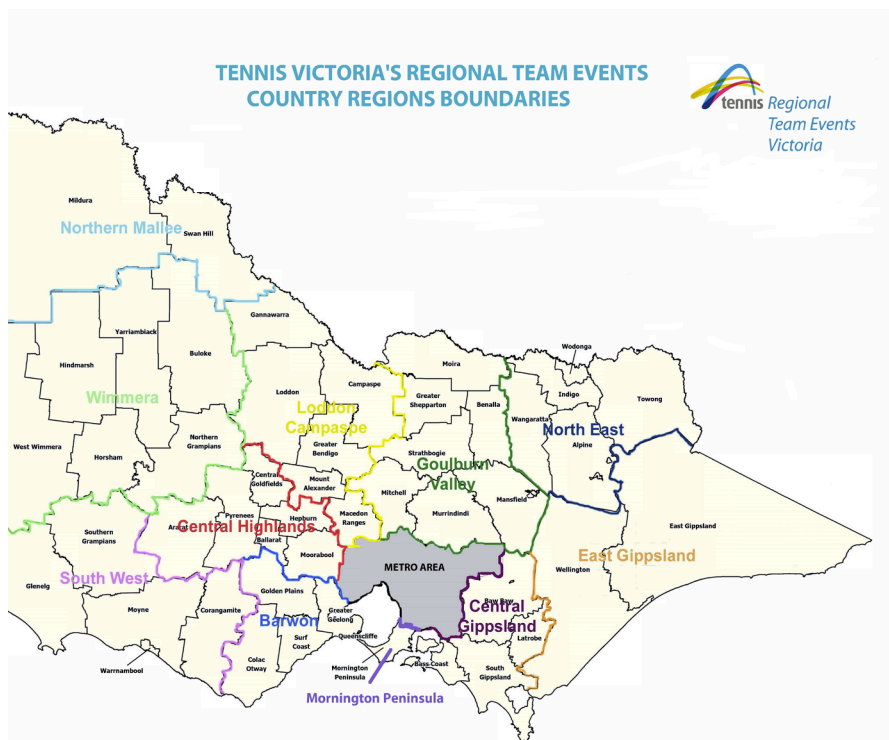 TENNIS VICTORIA'S REGIONAL TEAM EVENTS
COUNTRY REGIONS BOUNDARIES
tennis
Regional
Team Events
Victoria
Mildura
Northern Mallee
Swan Hill
Gannawarra
Yarriambiack
Buloke
Hindmarsh
Wimmera
West Wimmera
Horsham
Northern
Grampians
Loddon
Campaspe
Loddon
Campaspe
Greater
Bendigo
Moira
Greater
Shepparton
Benalla
Strathbogie
Goulburn
Valley
Wodonga
Indigo
Towong
Wangaratta
North East
Alpine
Central
Goldfields
Mount
Alexander
Mitchell
Mansfield
Murrindindi
Macedon
Ranges
Pyrenees
Hepburn
Ararat
Central Highlands
Ballarat
Moorabool
Southern
Grampians
South West
Glenelg
Moyne
Corangamite
Warrnambool
Golden Plains
Barwon
Greater
Geelong
Queenscliffe
Surf
Coast
Colac
Otway
METRO AREA
East Gippsland
East Gippsland
Wellington
Baw Baw
Central
Gippsland
Latrobe
South
Gippsland
Bass Coast
Mornington
Peninsula
Mornington Peninsula